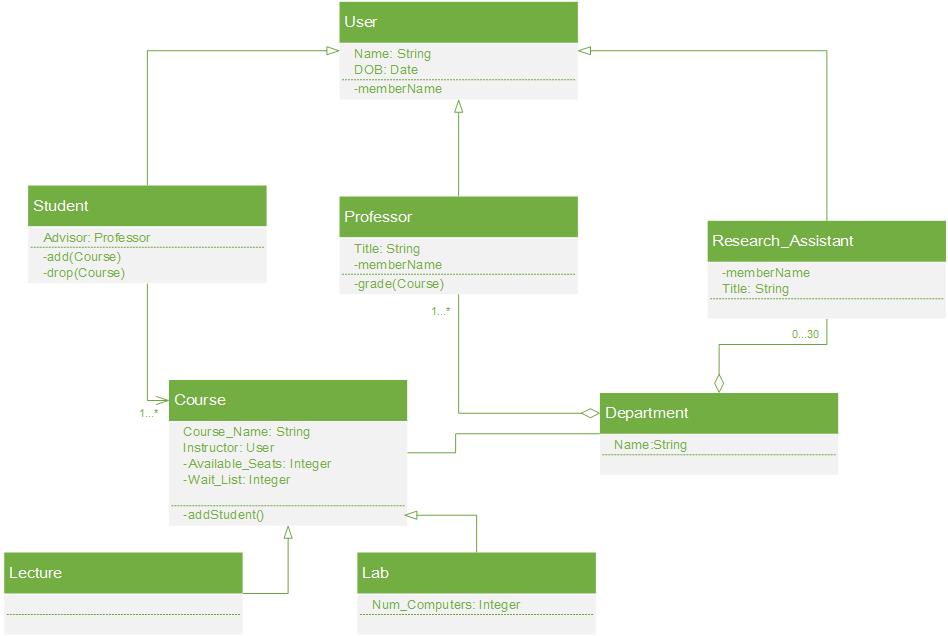 User
Name: String
DOB: Date
-memberName
Student
Advisor: Professor
-add(Course)
-drop(Course)
Professor
Title: String
-memberName
-grade(Course)
Research_Assistant
-memberName
Title: String
1...*
0...30
1...*
Course
Course_Name: String
Instructor: User
-Available_Seats: Integer
-Wait_List: Integer
-addStudent()
Department
Name:String
Lecture
Lab
Num_Computers: Integer